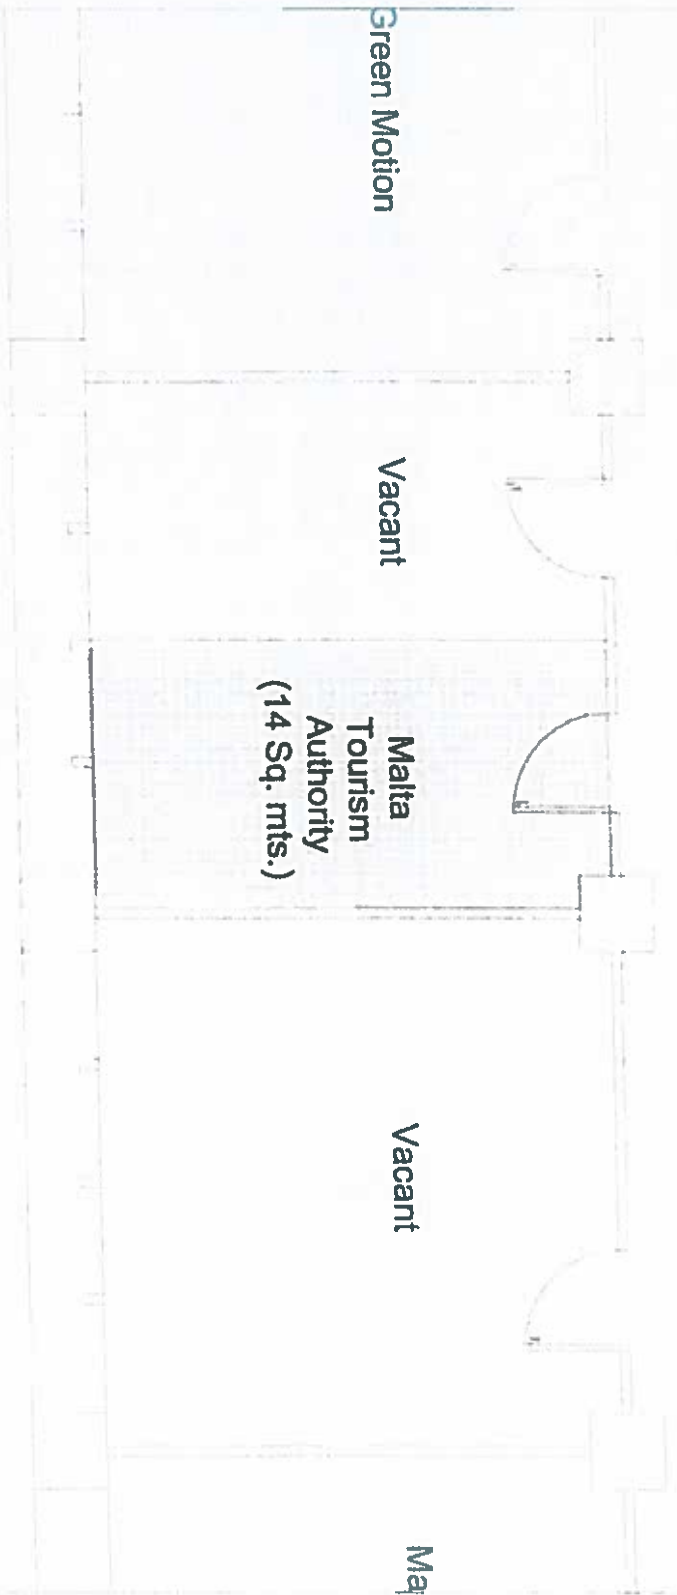 Green Motion
Vacant
Malta
Tourism
Authority
(14 Sq. mts.)
Vacant